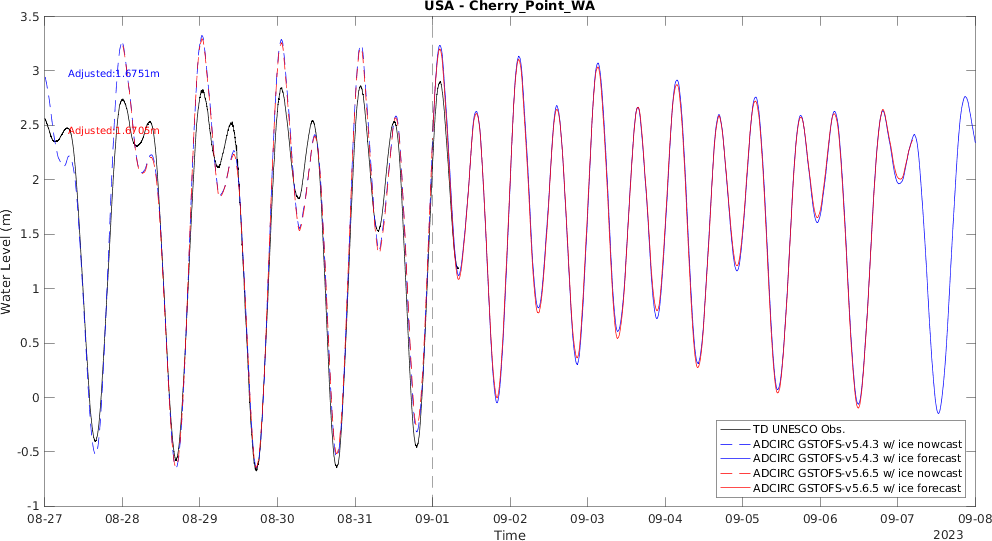 USA - Cherry_Point_WA
3.5
3
2.5
2
1.5
1
0.5
0
-0.5
-1
Water Level (m)
Adjusted:1.6751m
Adjusted:1.6705m
TD UNESCO Obs.
ADCIRC GSTOFS-v5.4.3 w/ ice nowcast
ADCIRC GSTOFS-v5.4.3 w/ ice forecast
ADCIRC GSTOFS-v5.6.5 w/ ice nowcast
ADCIRC GSTOFS-v5.6.5 w/ ice forecast
08-27 08-28 08-29 08-30 08-31 09-01 09-02 09-03 09-04 09-05 09-06 09-07 09-08
Time
2023